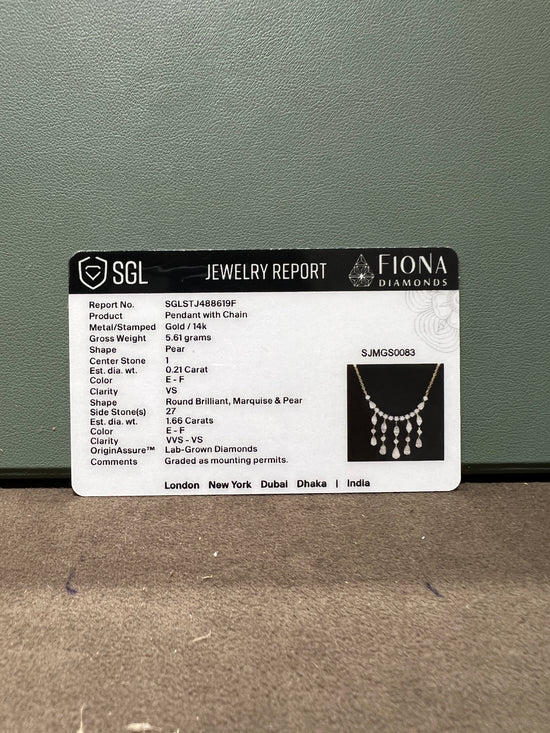 SGL
JEWELRY REPORT
FIONA
DIAMONDS
Report No. SGLSTJ488619F
Product Pendant with Chain
Metal/Stamped Gold / 14k
Gross Weight 5.61 grams
Shape Pear
Center Stone 1
Est. dia. wt. 0.21 Carat
Color E - F
Clarity VS
Shape Round Brilliant, Marquise & Pear
Side Stone(s) 27
Est. dia. wt. 1.66 Carats
Color E - F
Clarity VVS - VS
OriginAssure™ Lab-Grown Diamonds
Comments Graded as mounting permits.
SJMGS0083
London New York Dubai Dhaka | India